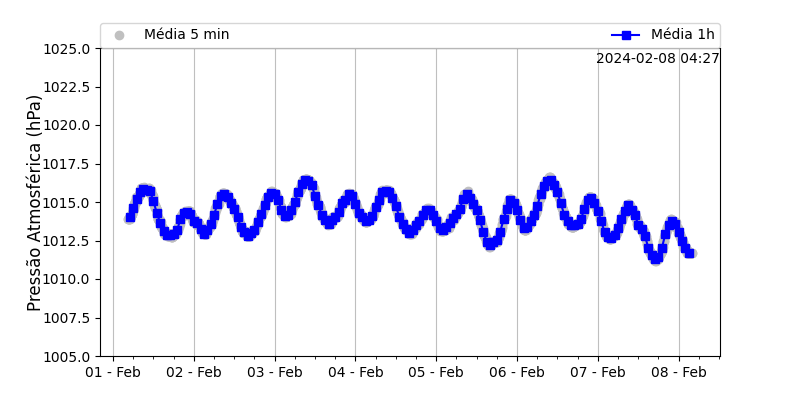 Média 5 min
Média 1h
2024-02-08 04:27
Pressão Atmosférica (hPa)
1025.0
1022.5
1020.0
1017.5
1015.0
1012.5
1010.0
1007.5
1005.0
01 - Feb
02 - Feb
03 - Feb
04 - Feb
05 - Feb
06 - Feb
07 - Feb
08 - Feb